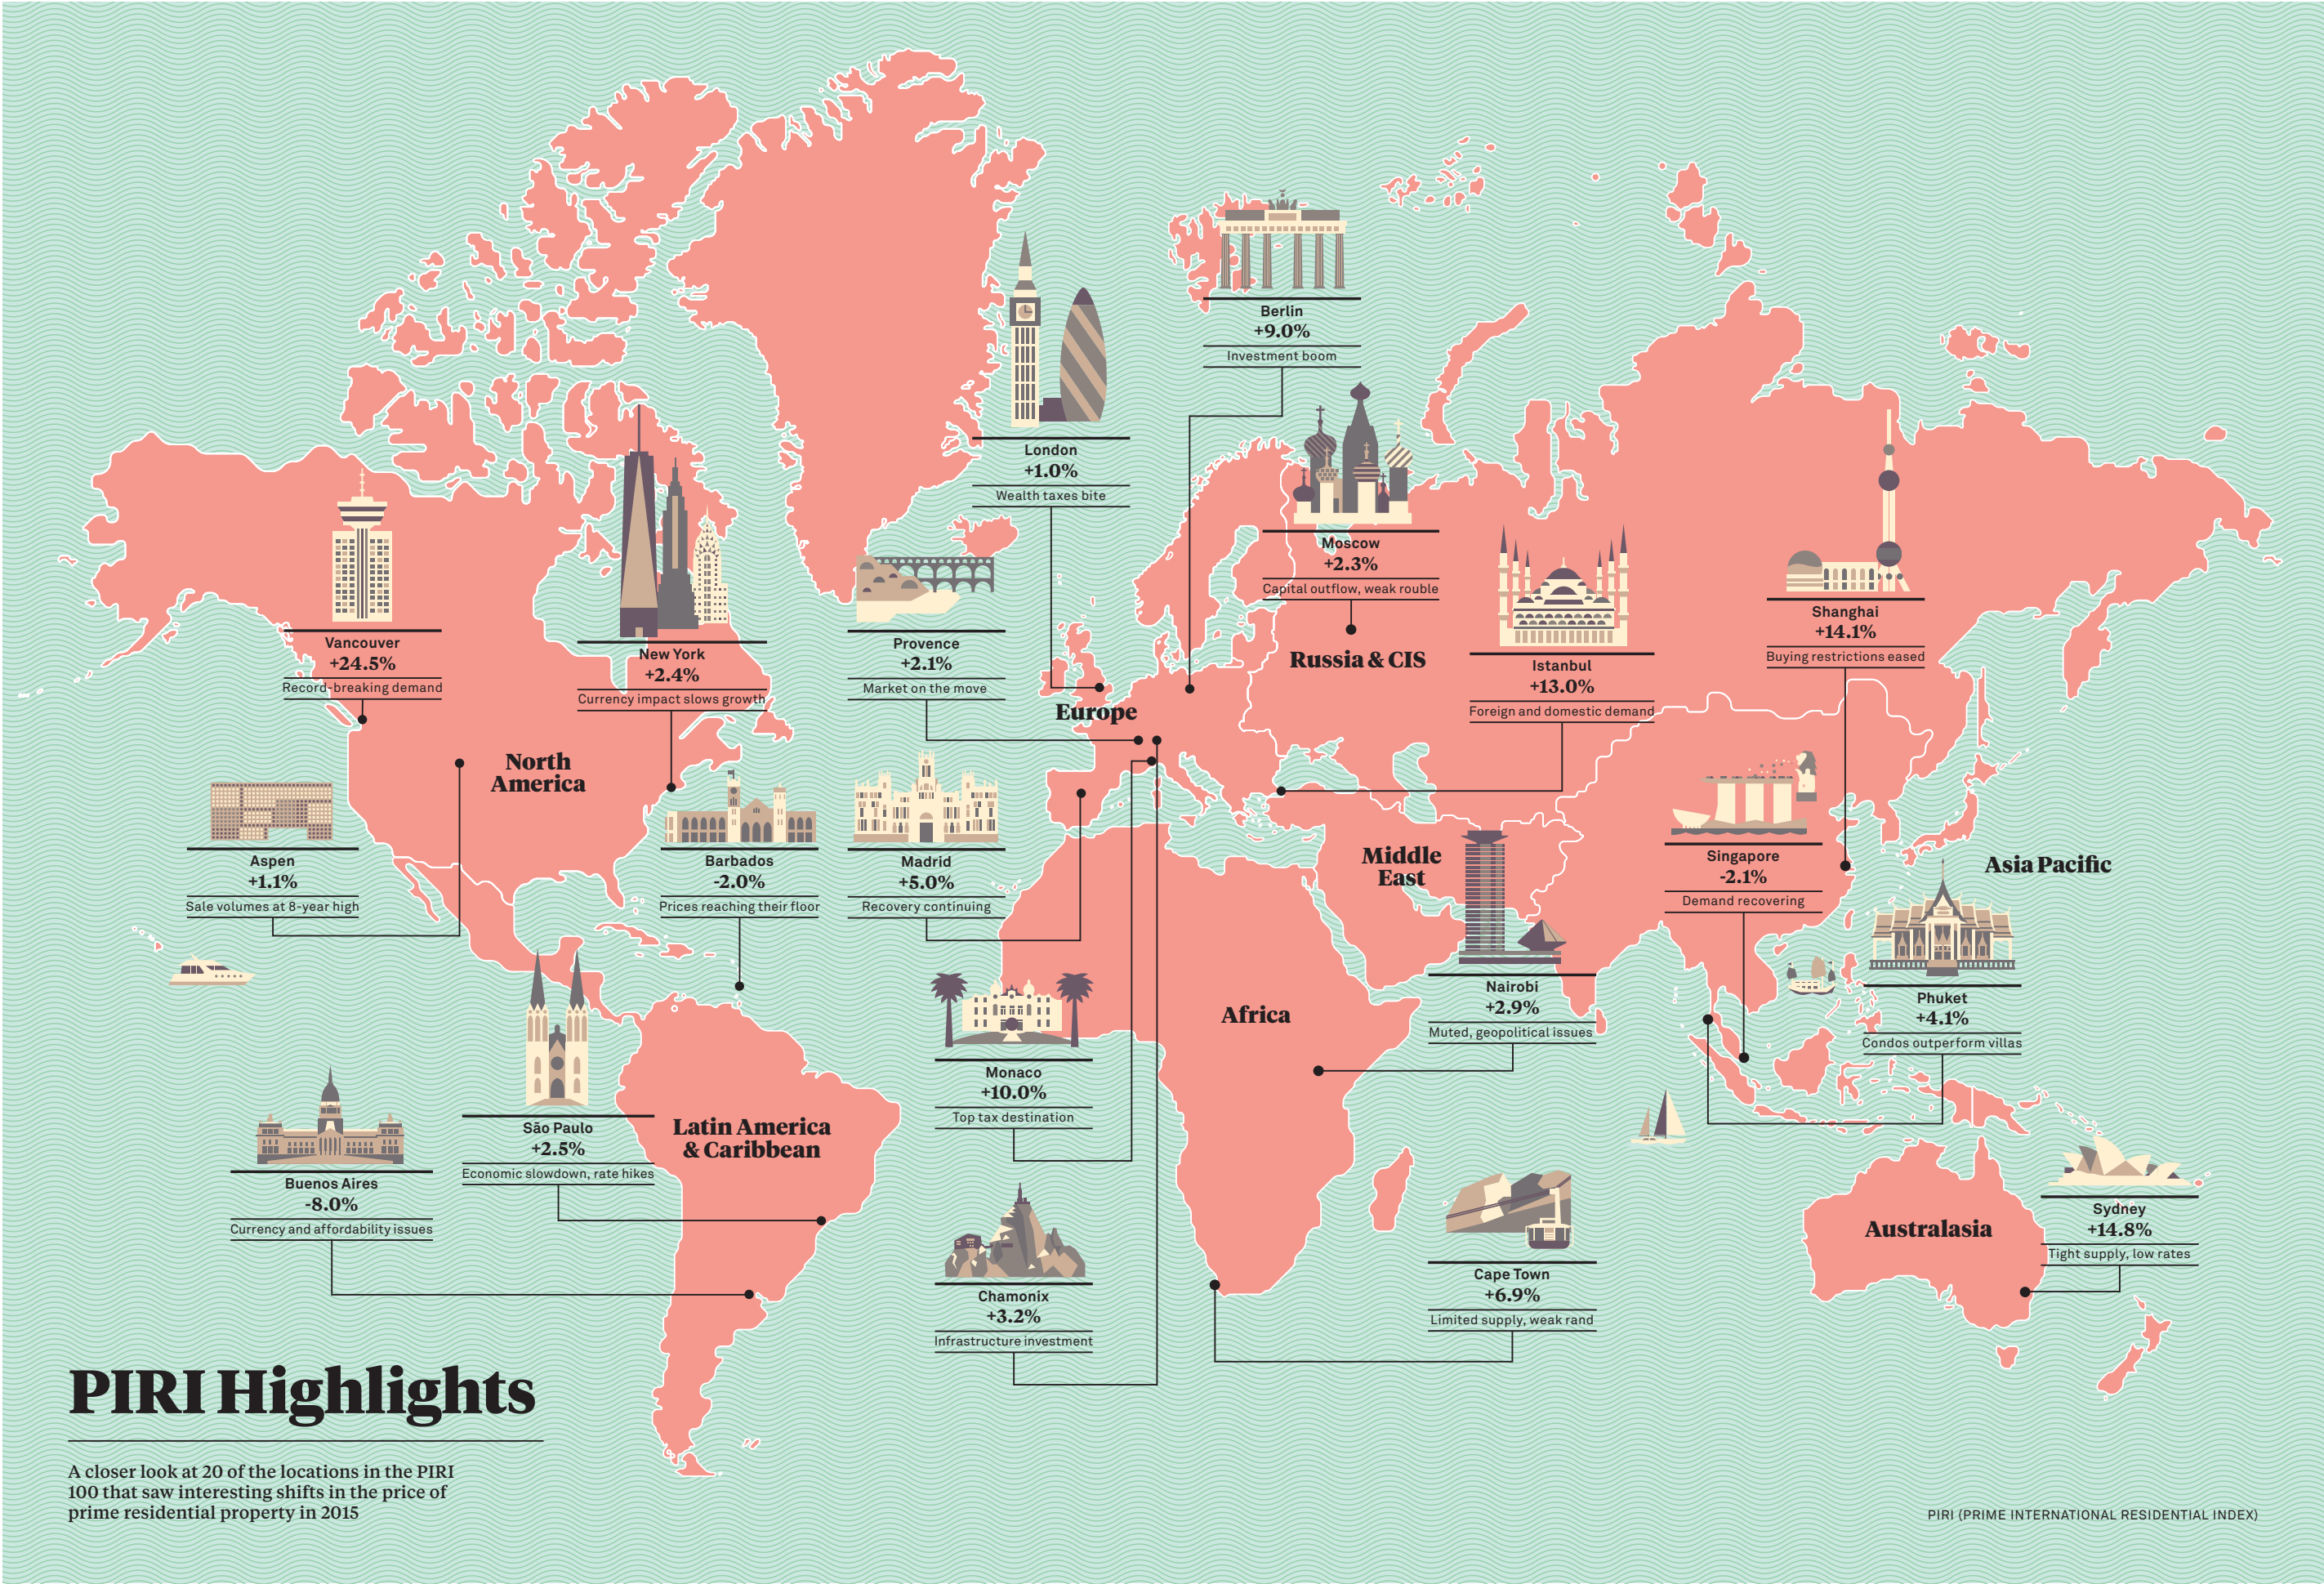 Berlin
+9.0%
Investment boom
London
+1.0%
Wealth taxes bite
Moscow
+2.3%
Capital outflow, weak rouble
Vancouver
+24.5%
Record-breaking demand
New York
+2.4%
Currency impact slows growth
Provence
+2.1%
Market on the move
Russia & CIS
Istanbul
+13.0%
Foreign and domestic demand
Shanghai
+14.1%
Buying restrictions eased
Europe
North
America
Aspen
+1.1%
Sale volumes at 8-year high
Barbados
-2.0%
Prices reaching their floor
Madrid
+5.0%
Recovery continuing
Middle
East
Singapore
-2.1%
Demand recovering
Asia Pacific
Africa
Nairobi
+2.9%
Muted, geopolitical issues
Phuket
+4.1%
Condos outperform villas
Monaco
+10.0%
Top tax destination
Buenos Aires
-8.0%
Currency and affordability issues
São Paulo
+2.5%
Economic slowdown, rate hikes
Latin America
& Caribbean
Australasia
Sydney
+14.8%
Tight supply, low rates
Chamonix
+3.2%
Infrastructure investment
Cape Town
+6.9%
Limited supply, weak rand
PIRI Highlights
A closer look at 20 of the locations in the PIRI
100 that saw interesting shifts in the price of
prime residential property in 2015
PIRI (PRIME INTERNATIONAL RESIDENTIAL INDEX)